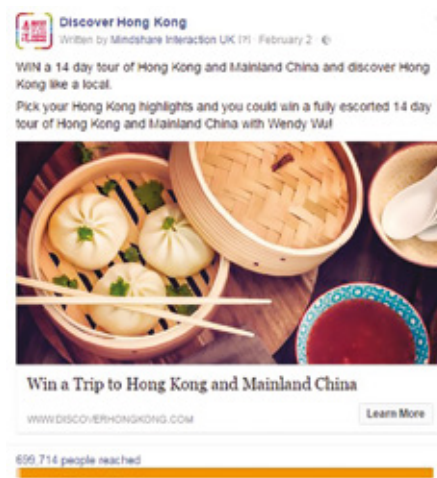 Discover Hong Kong
Written by Mindshare Interaction UK [?] · February 2 ·
WIN a 14 day tour of Hong Kong and Mainland China and discover Hong
Kong like a local.
Pick your Hong Kong highlights and you could win a fully escorted 14 day
tour of Hong Kong and Mainland China with Wendy Wu!
Win a Trip to Hong Kong and Mainland China
WWW.DISCOVERHONGKONG.COM
Learn More
699,714 people reached